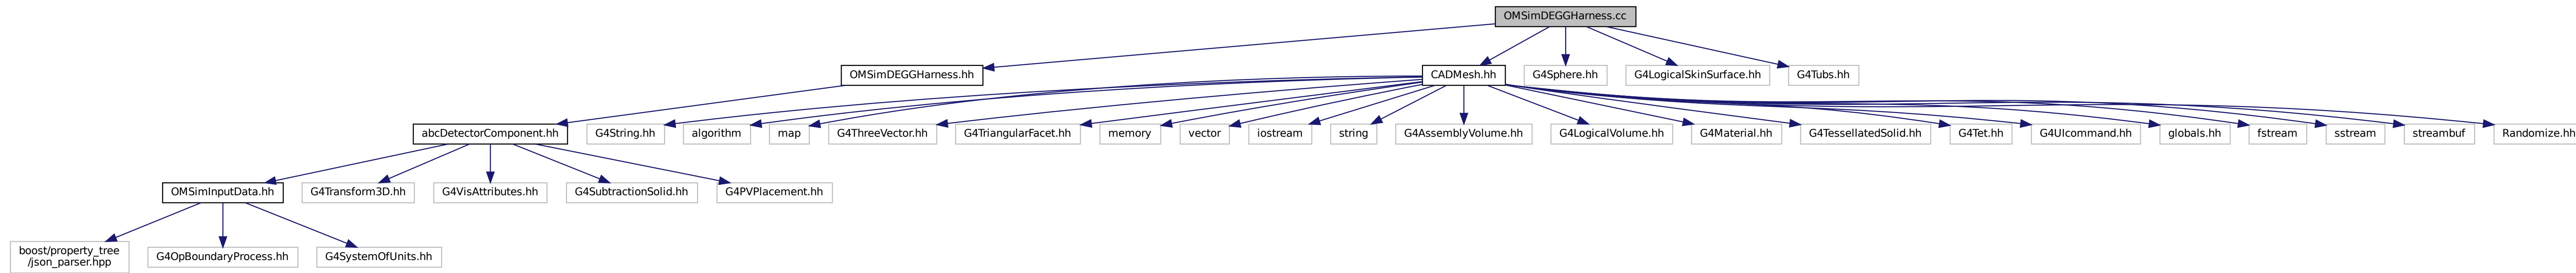 OMSimDEGGHarness.cc
OMSimDEGGHarness.hh
CADMesh.hh
G4Sphere.hh
G4LogicalSkinSurface.hh
G4Tubs.hh
abcDetectorComponent.hh
G4String.hh
algorithm
map
G4ThreeVector.hh
G4TriangularFacet.hh
memory
vector
iostream
string
G4AssemblyVolume.hh
G4LogicalVolume.hh
G4Material.hh
G4TessellatedSolid.hh
G4Tet.hh
G4UIcommand.hh
globals.hh
fstream
sstream
streambuf
Randomize.hh
OMSimInputData.hh
G4Transform3D.hh
G4VisAttributes.hh
G4SubtractionSolid.hh
G4PVPlacement.hh
boost/property_tree
/json_parser.hpp
G4OpBoundaryProcess.hh
G4SystemOfUnits.hh